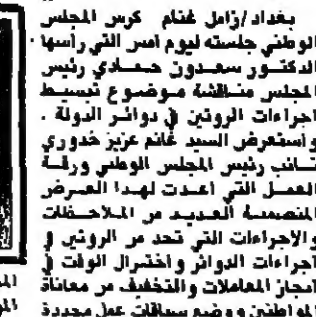 بغداد/زامل غنام كرس المجلس
الوطني جلسته ليوم امس التي رأسها
الدكتور سعدون حمادي رئيس
المجلس مناقشة موضوع تبسيط
اجراءات الروتين في دوائر الدولة .
واستعرض السيد غانم عزيز خدوري
نائب رئيس المجلس الوطني ورقة
العمل التي اعدت لهذا العرض
المتضمنة العديد من الملاحظات
والاجراءات التي تحد من الروتين في
اجراءات الدوائر واختزال الوقت في
انجاز المعاملات والتخفيف من معاناة
المواطنين ووضع سياقات عمل محددة